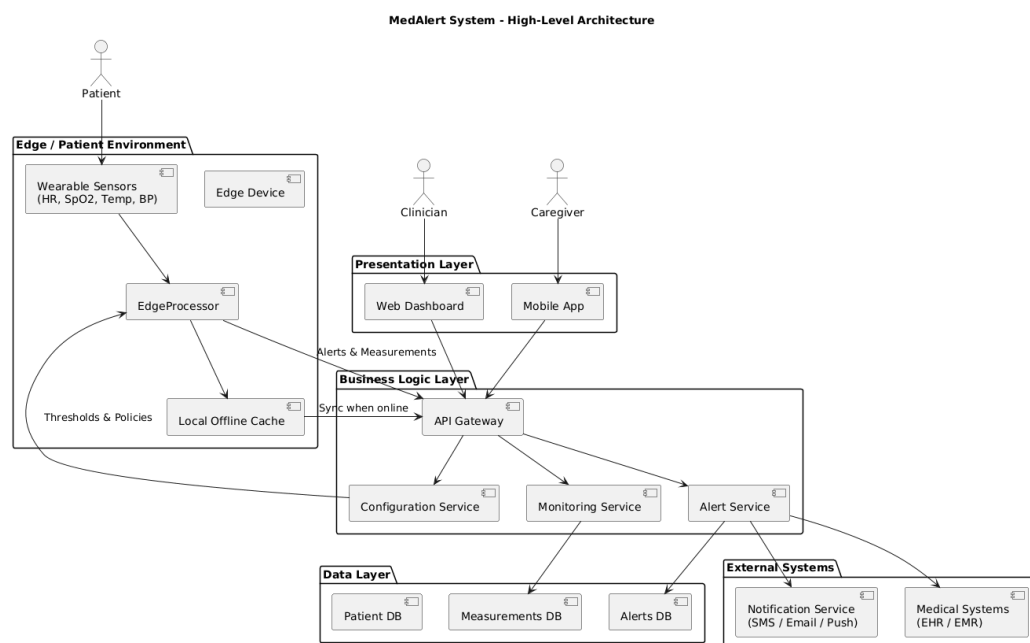 MedAlert System - High-Level Architecture
Patient
Edge / Patient Environment
Wearable Sensors
(HR, SpO2, Temp, BP)
Edge Device
Clinician
Caregiver
Presentation Layer
Web Dashboard
Mobile App
EdgeProcessor
Alerts & Measurements
Business Logic Layer
Thresholds & Policies
Local Offline Cache
Sync when online
API Gateway
Configuration Service
Monitoring Service
Alert Service
Data Layer
Patient DB
Measurements DB
Alerts DB
External Systems
Notification Service
(SMS / Email / Push)
Medical Systems
(EHR / EMR)